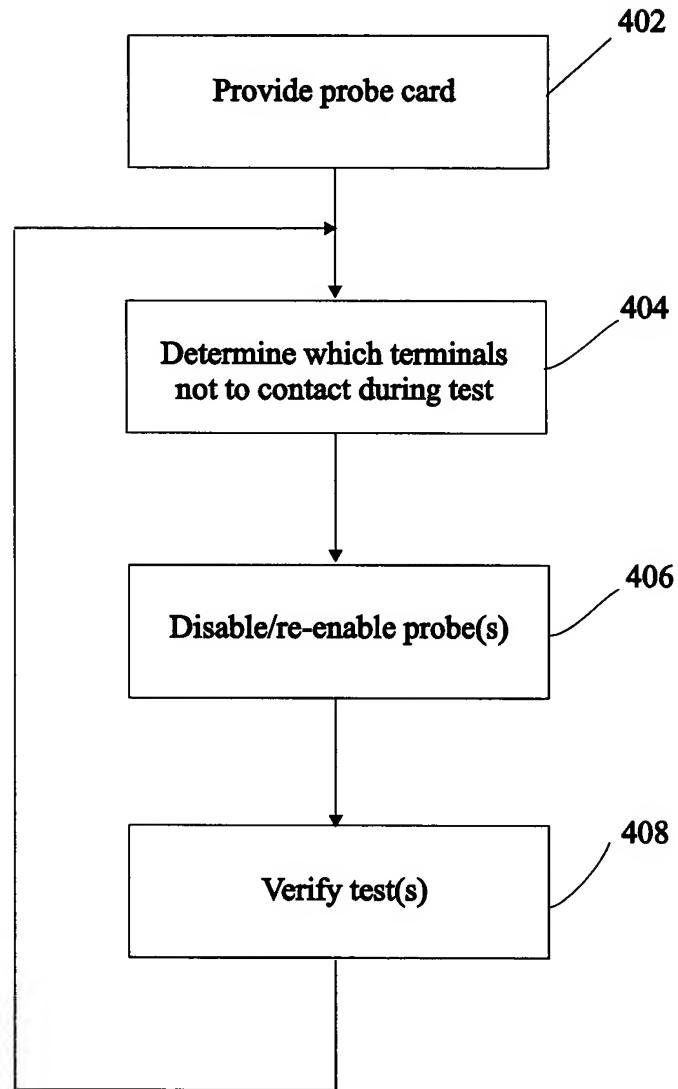 402
Provide probe card
404
Determine which terminals
not to contact during test
406
Disable/re-enable probe(s)
408
Verify test(s)